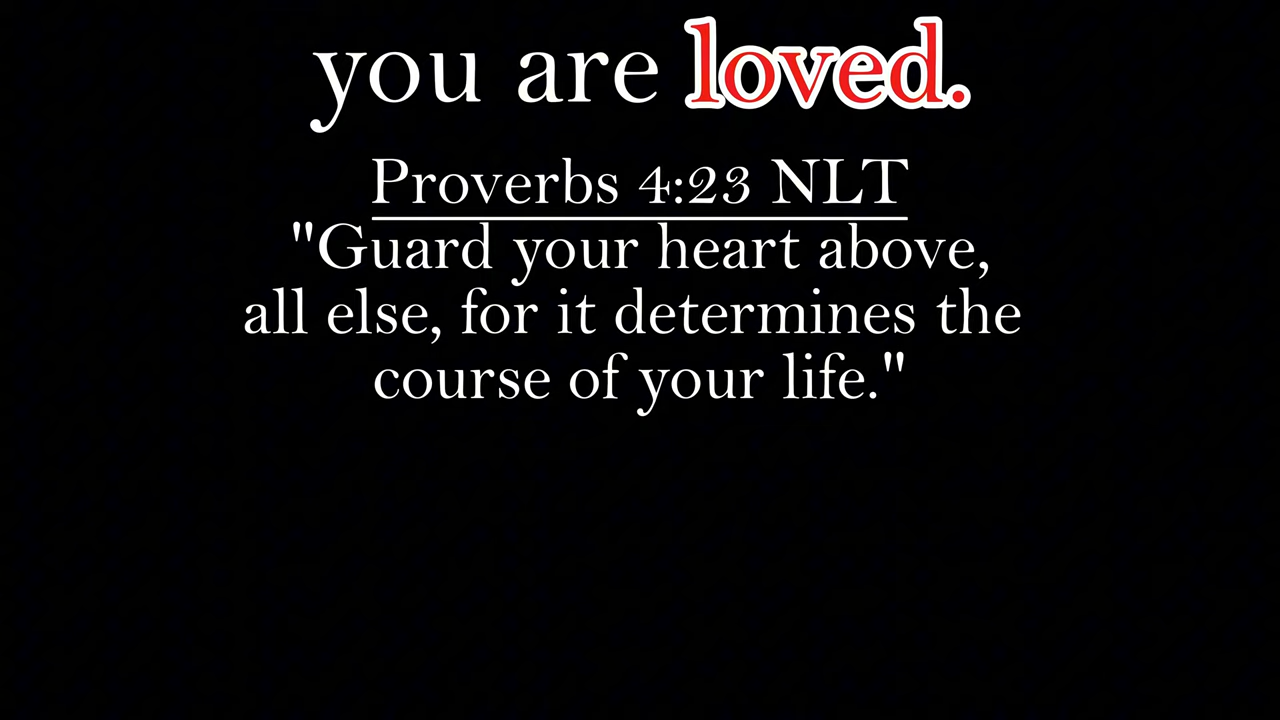 you are loved.
Proverbs 4:23 NLT
"Guard your heart above,
all else, for it determines the
course of your life."